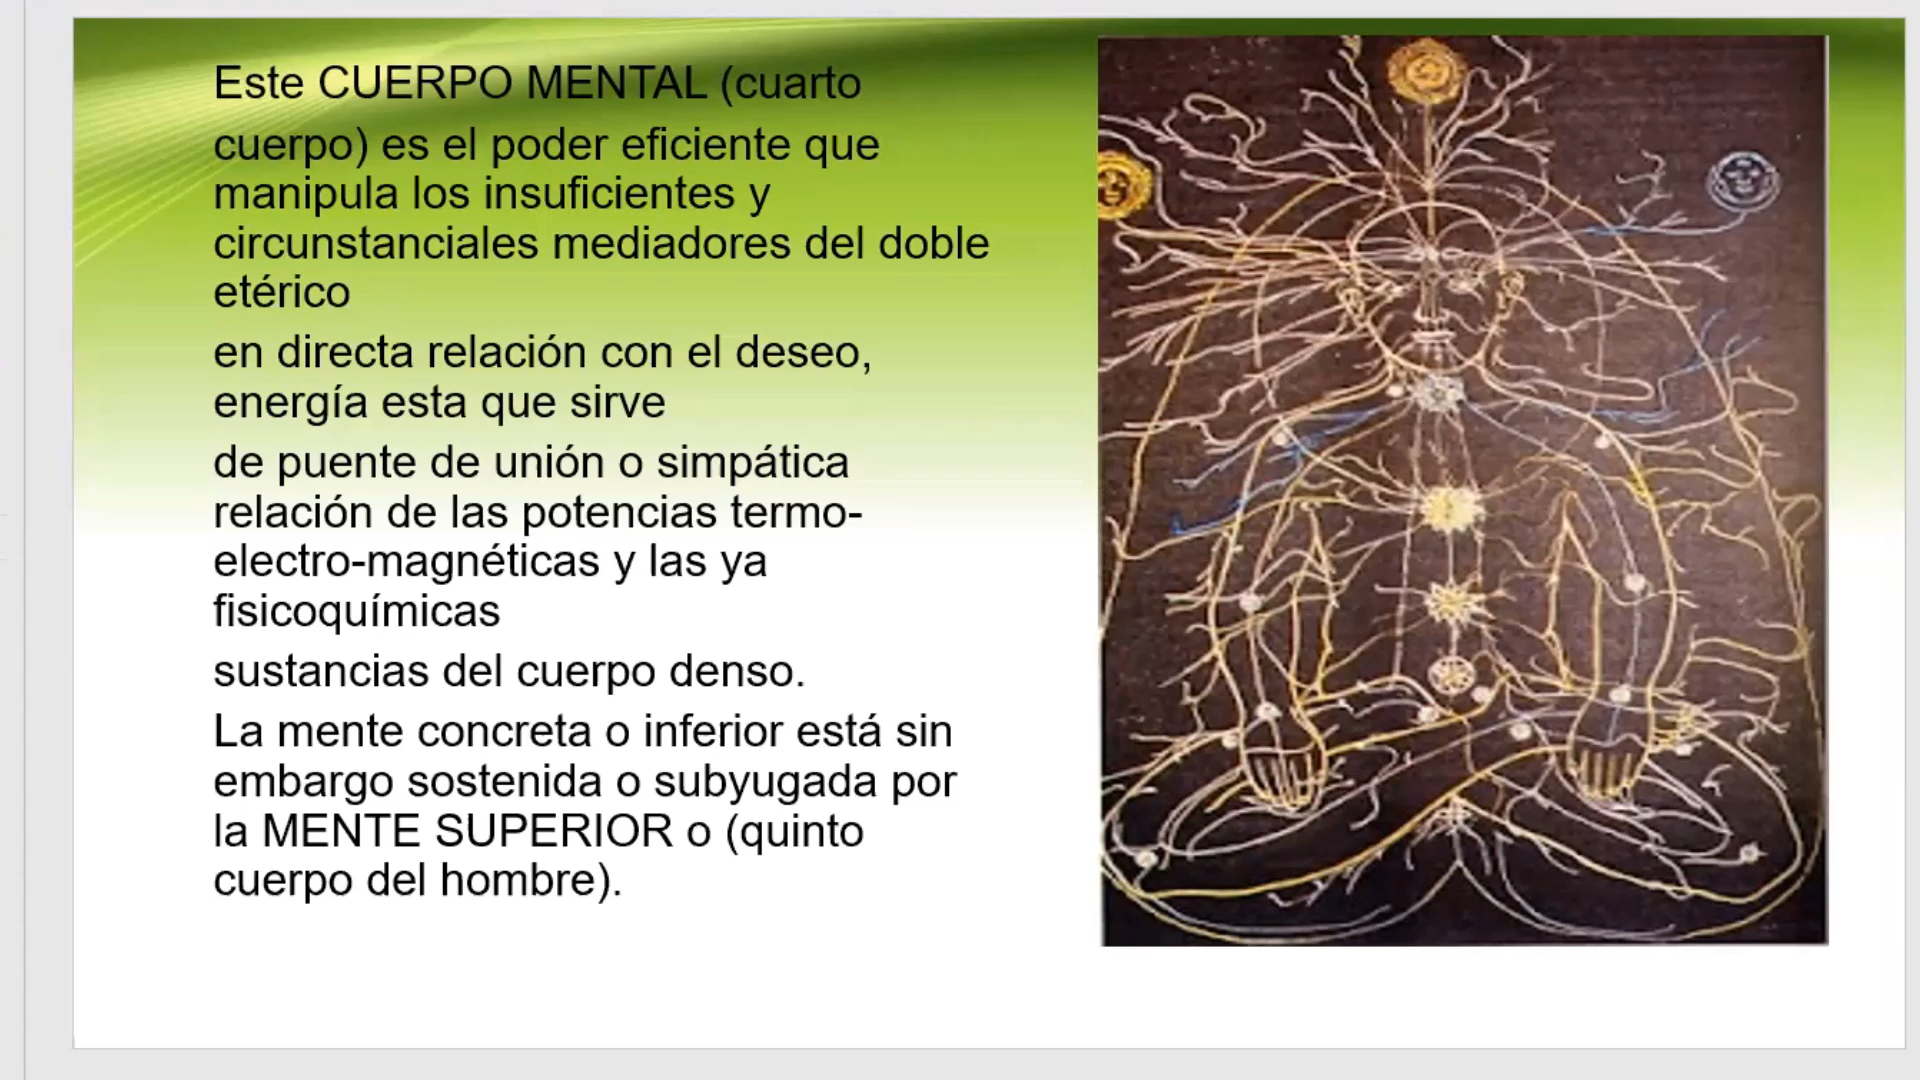 Este CUERPO MENTAL (cuarto
cuerpo) es el poder eficiente que
manipula los insuficientes y
circunstanciales mediadores del doble
etérico
en directa relación con el deseo,
energía esta que sirve
de puente de unión o simpática
relación de las potencias termo-
electro-magnéticas y las ya
fisicoquímicas
sustancias del cuerpo denso.
La mente concreta o inferior está sin
embargo sostenida o subyugada por
la MENTE SUPERIOR o (quinto
cuerpo del hombre).